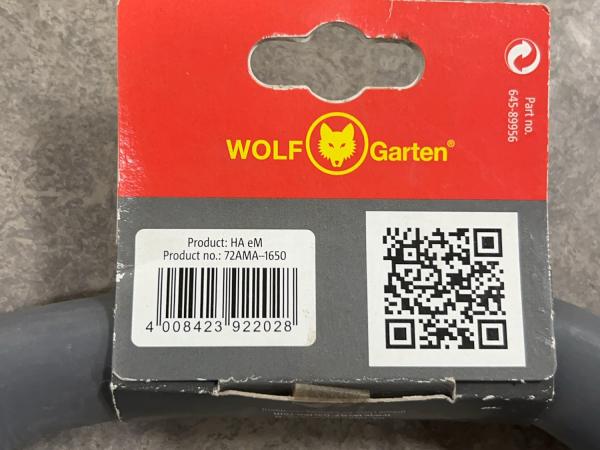 WOLF Garten®
Part no.
645-89956
Product: HA eM
Product no.: 72AMA–1650
4 008423 922028